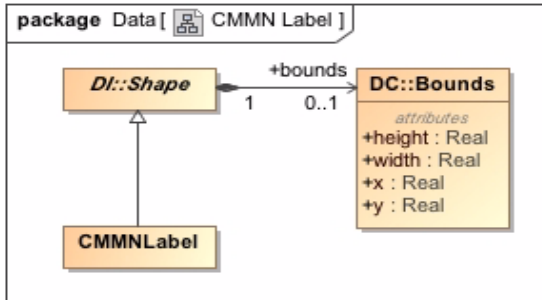 package Data [ CMMN Label ]
DI::Shape
+bounds
1
0..1
DC::Bounds
attributes
+height : Real
+width : Real
+x : Real
+y : Real
CMMNLabel